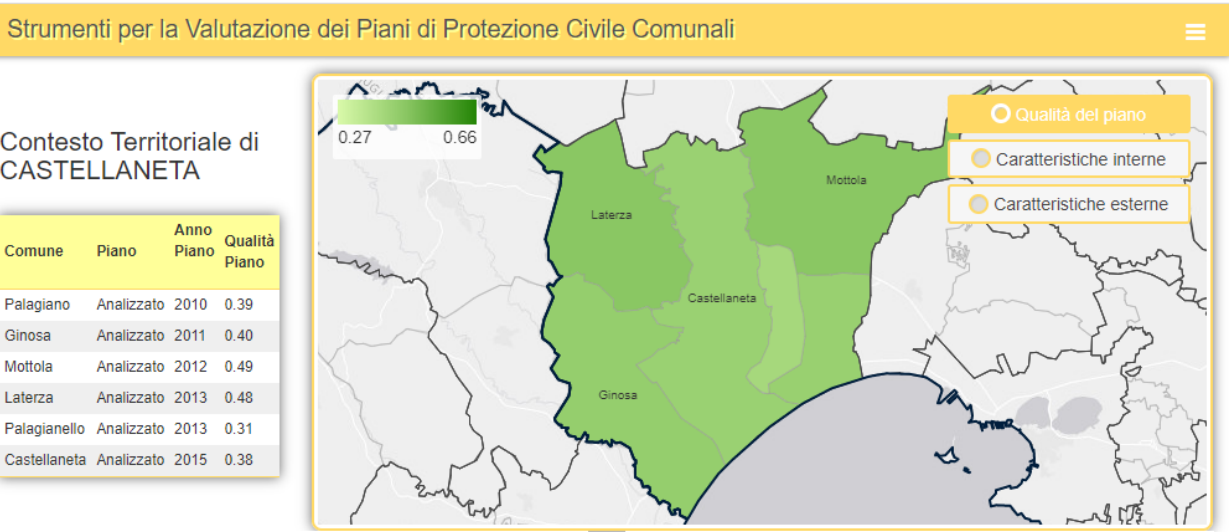 Strumenti per la Valutazione dei Piani di Protezione Civile Comunali
Contesto Territoriale di
CASTELLANETA
Comune Piano Anno Piano Qualità Piano
Palagiano Analizzato 2010 0.39
Ginosa Analizzato 2011 0.40
Mottola Analizzato 2012 0.49
Laterza Analizzato 2013 0.48
Palagianello Analizzato 2013 0.31
Castellaneta Analizzato 2015 0.38
0.27 0.66
Qualità del piano
Caratteristiche interne
Caratteristiche esterne
Mottola
Laterza
Castellaneta
Ginosa